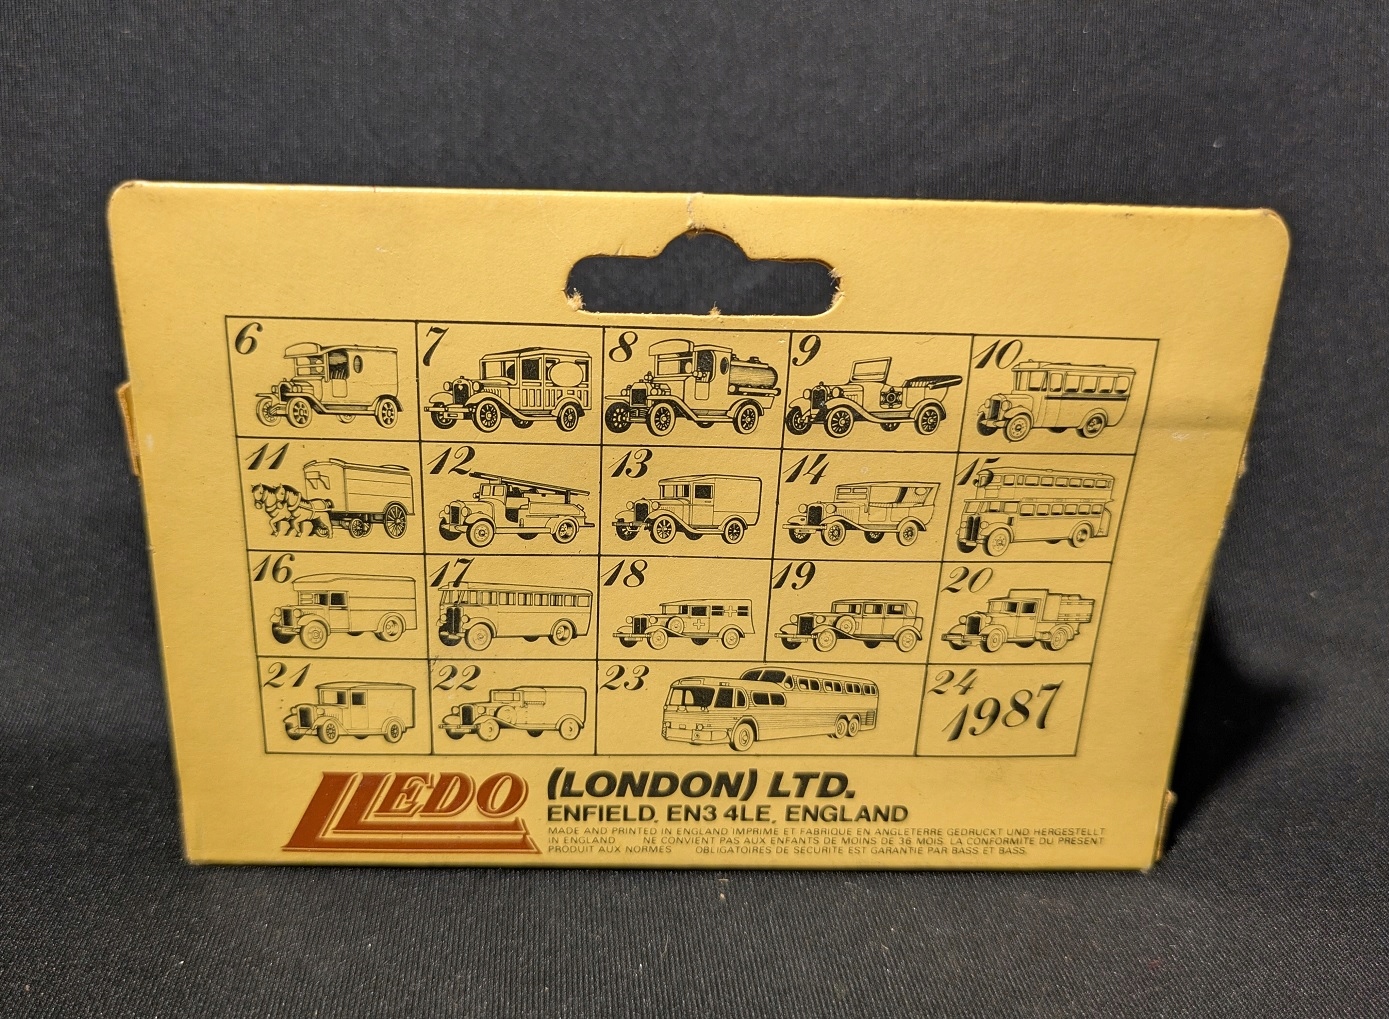 6 7 8 9 10
11 12 13 14 15
16 17 18 19 20
21 22 23 24
1987
LLEDO (LONDON) LTD.
ENFIELD, EN3 4LE, ENGLAND
MADE AND PRINTED IN ENGLAND IMPRIME ET FABRIQUE EN ANGLETERRE GEDRUCKT UND HERGESTELLT
IN ENGLAND NE CONVIENT PAS AUX ENFANTS DE MOINS DE 36 MOIS. LA CONFORMITE DU PRESENT
PRODUIT AUX NORMES OBLIGATOIRES DE SECURITE EST GARANTIE PAR BASS ET BASS.